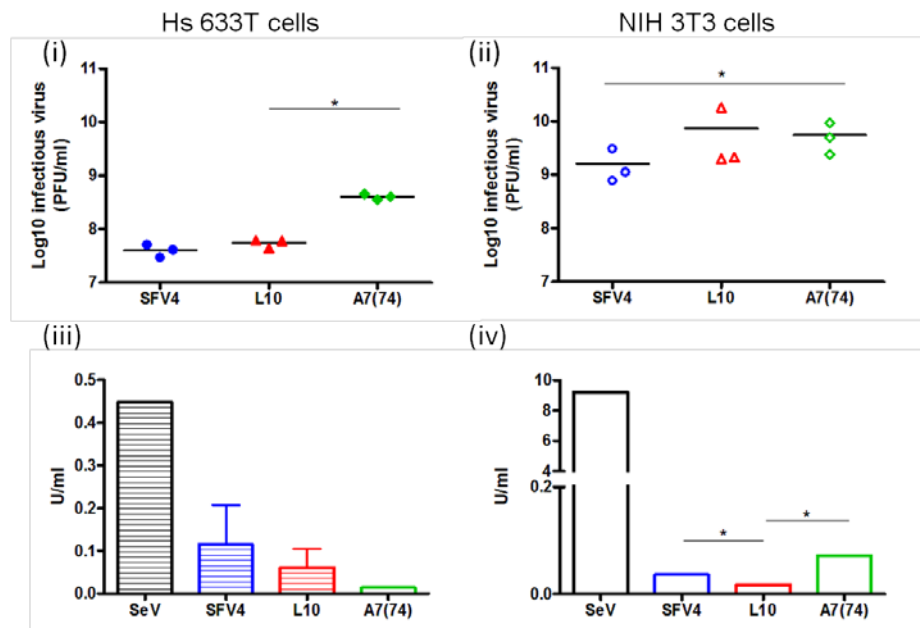 Hs 633T cells
NIH 3T3 cells
(i)
Log10 infectious virus
(PFU/ml)
11
10
9
8
7
*
SFV4
L10
A7(74)
(ii)
Log10 infectious virus
(PFU/ml)
11
10
9
8
7
*
SFV4
L10
A7(74)
(iii)
U/ml
0.5
0.4
0.3
0.2
0.1
0.0
SeV
SFV4
L10
A7(74)
(iv)
U/ml
10
8
6
4
0.2
0.0
*
*
SeV
SFV4
L10
A7(74)